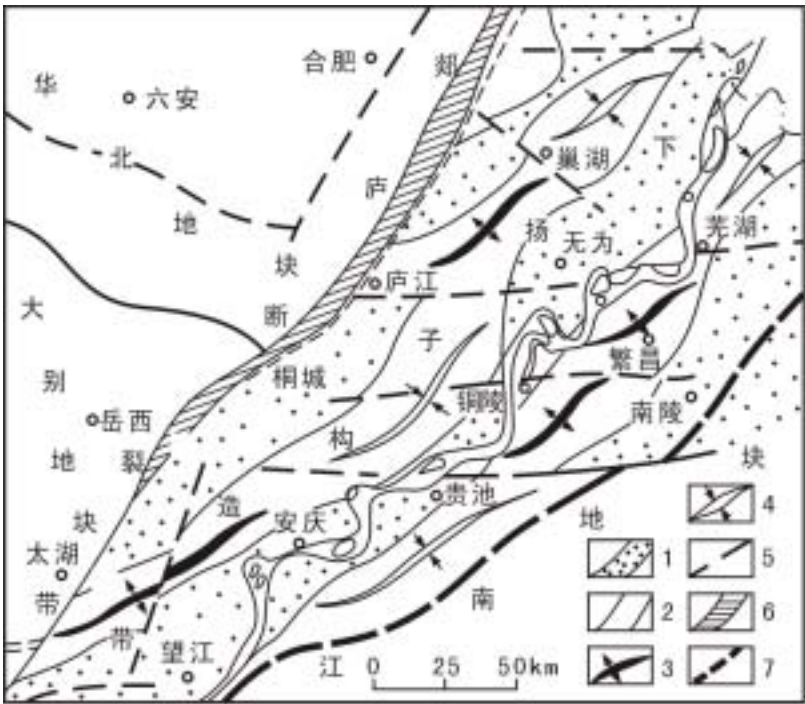 合肥
郯
华
六安
北
巢湖
下
庐
地
扬
无为
芜湖
块
庐江
断
大
子
繁昌
桐城
别
铜陵
南陵
岳西
构
地
裂
块
造
贵池
4
安庆
地
块
太湖
1
5
带
南
2
6
带
望江
江
0
25
50km
3
7